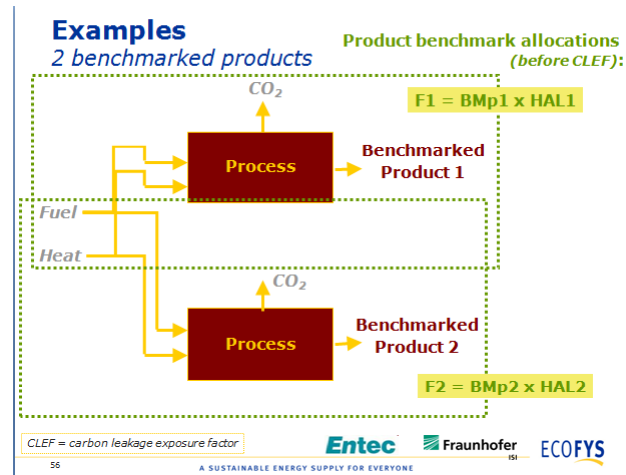 Examples
2 benchmarked products
Product benchmark allocations
(before CLEF):
CO2
F1 = BMp1 x HAL1
Process
Benchmarked
Product 1
Fuel
Heat
CO2
Process
Benchmarked
Product 2
F2 = BMp2 x HAL2
CLEF = carbon leakage exposure factor
Entec
Fraunhofer
ISI
ECOFYS
56
A SUSTAINABLE ENERGY SUPPLY FOR EVERYONE